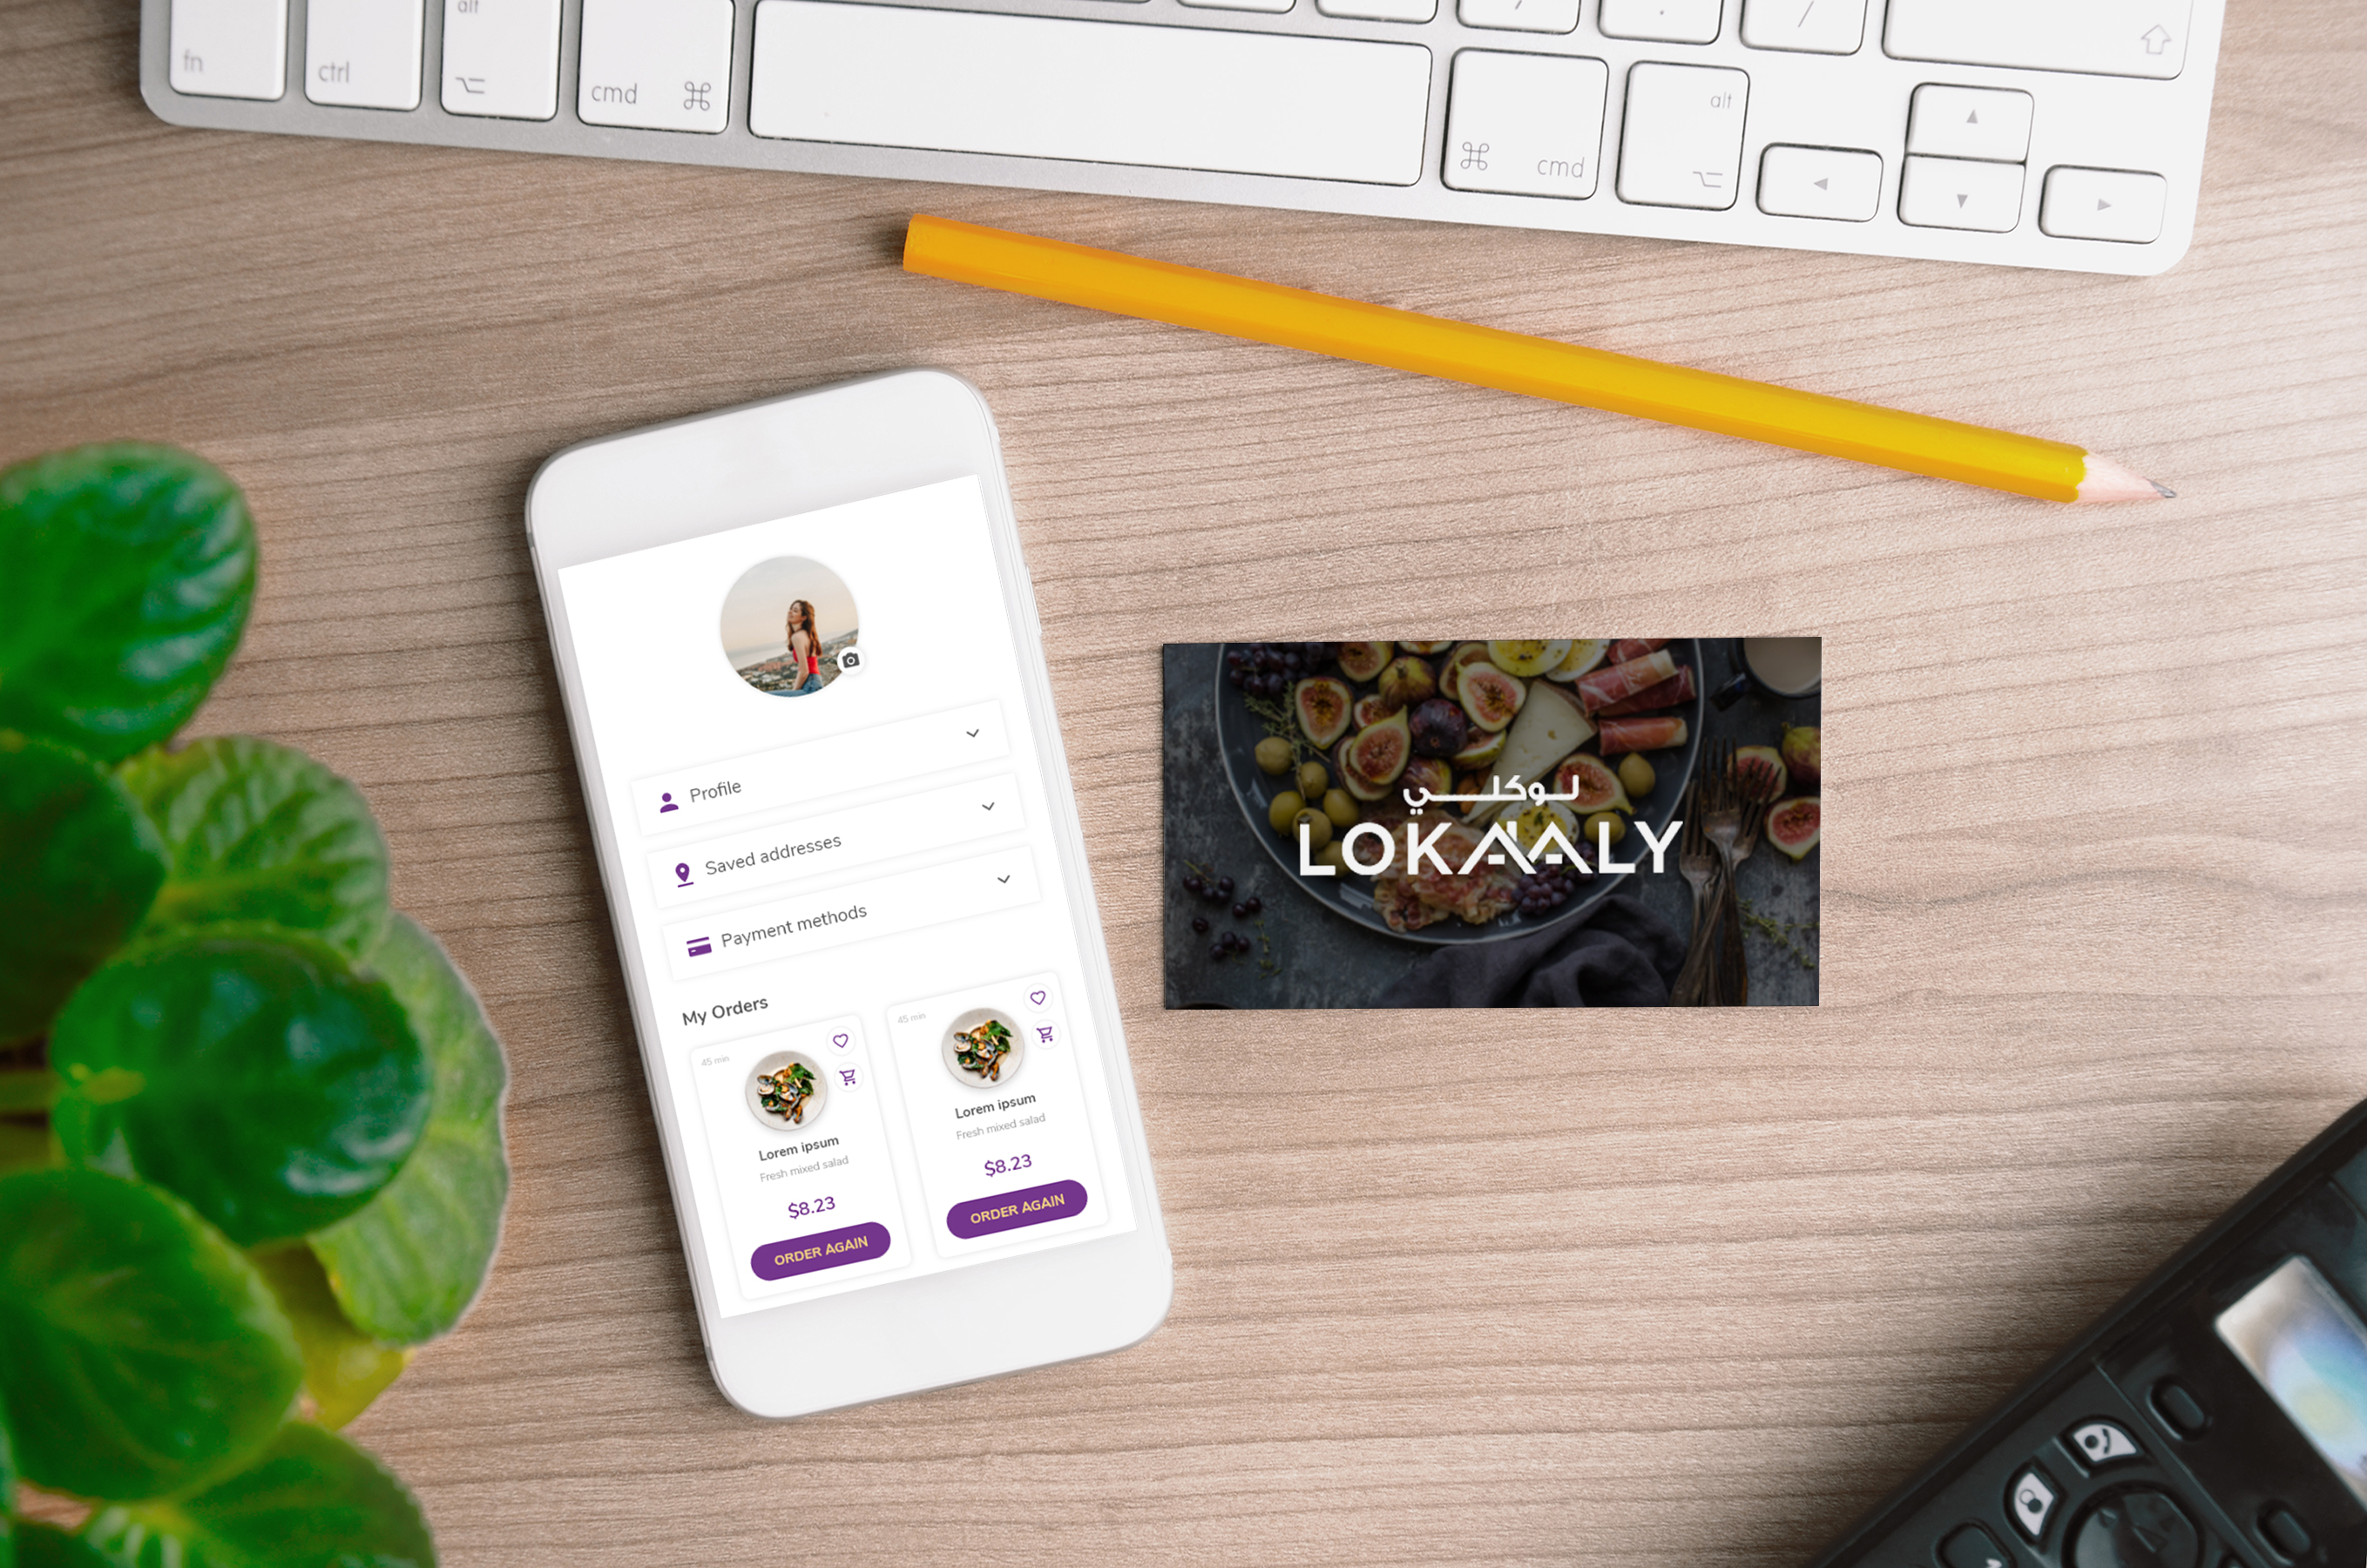 alt
fn
ctrl
cmd ⌘
⌘ cmd
alt
Profile
Saved addresses
Payment methods
My Orders
45 min
Lorem ipsum
Fresh mixed salad
$8.23
ORDER AGAIN
45 min
Lorem ipsum
Fresh mixed salad
$8.23
ORDER AGAIN
لوكلي
LOKAALY